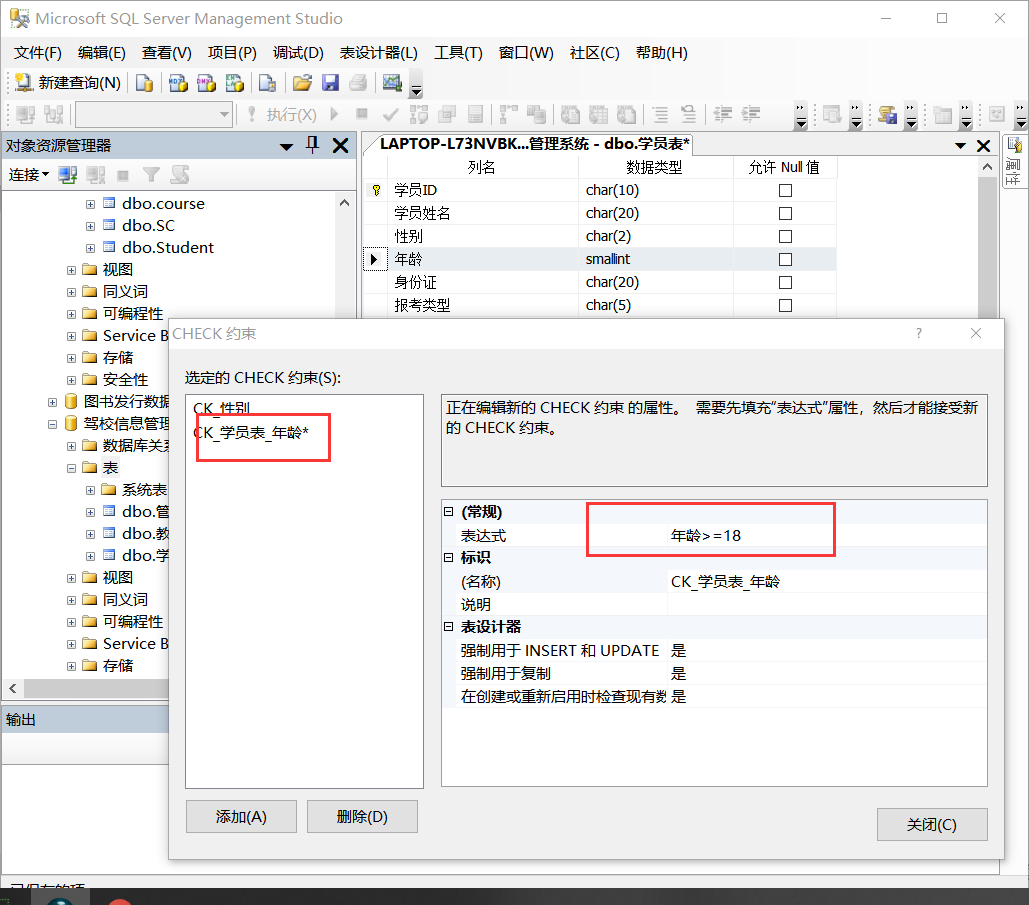 Microsoft SQL Server Management Studio
文件(F) 编辑(E) 查看(V) 项目(P) 调试(D) 表设计器(L) 工具(T) 窗口(W) 社区(C) 帮助(H)
新建查询(N)
执行(X)
对象资源管理器
连接
dbo.course
dbo.SC
dbo.Student
视图
同义词
可编程性
Service B
存储
安全性
图书发行数据
驾校信息管理
数据库关系
表
系统表
dbo.管
dbo.教
dbo.学
视图
同义词
可编程性
Service B
存储
输出
LAPTOP-L73NVBK...管理系统 - dbo.学员表*
属性
列名 数据类型 允许 Null 值
学员ID char(10)
学员姓名 char(20)
性别 char(2)
年龄 smallint
身份证 char(20)
报考类型 char(5)
CHECK 约束
?
选定的 CHECK 约束(S):
CK_性别
CK_学员表_年龄*
正在编辑新的 CHECK 约束 的属性。 需要先填充“表达式”属性，然后才能接受新
的 CHECK 约束。
(常规)
表达式 年龄>=18
标识
(名称) CK_学员表_年龄
说明
表设计器
强制用于 INSERT 和 UPDATE 是
强制用于复制 是
在创建或重新启用时检查现有数 是
添加(A) 删除(D)
关闭(C)
已保存的项